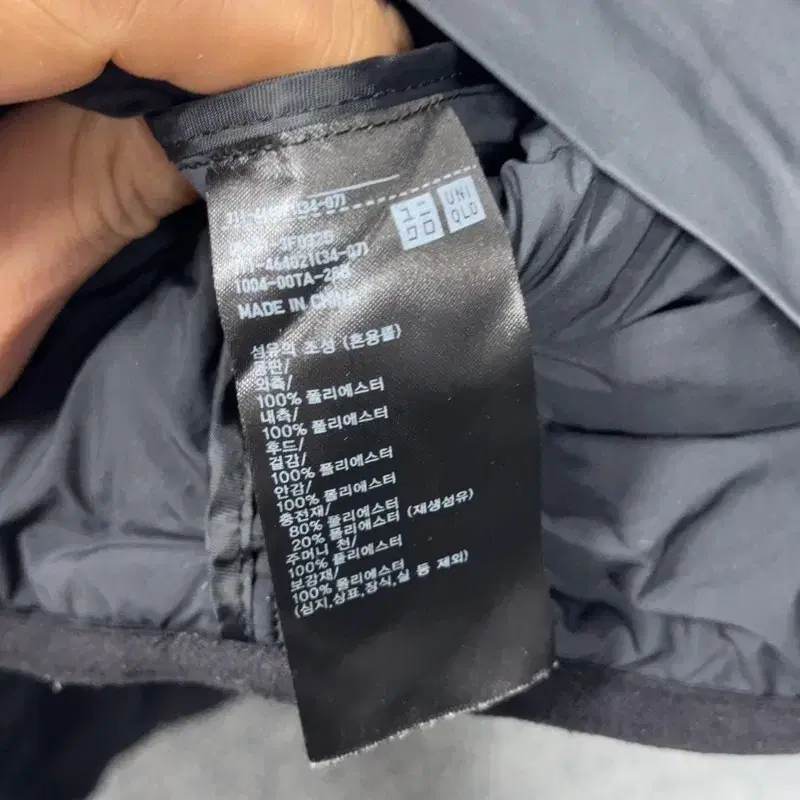 ユニ
クロ
UNI
QLO
MADE IN CHINA
섬유의 조성 (혼용률)
몸판/
외측/
100% 폴리에스터
내측/
100% 폴리에스터
후드/
겉감/
100% 폴리에스터
안감/
100% 폴리에스터
충전재/
80% 폴리에스터
20% 폴리에스터 (재생섬유)
주머니 천/
100% 폴리에스터
보강재/
100% 폴리에스터
(심지,상표,장식,실 등 제외)